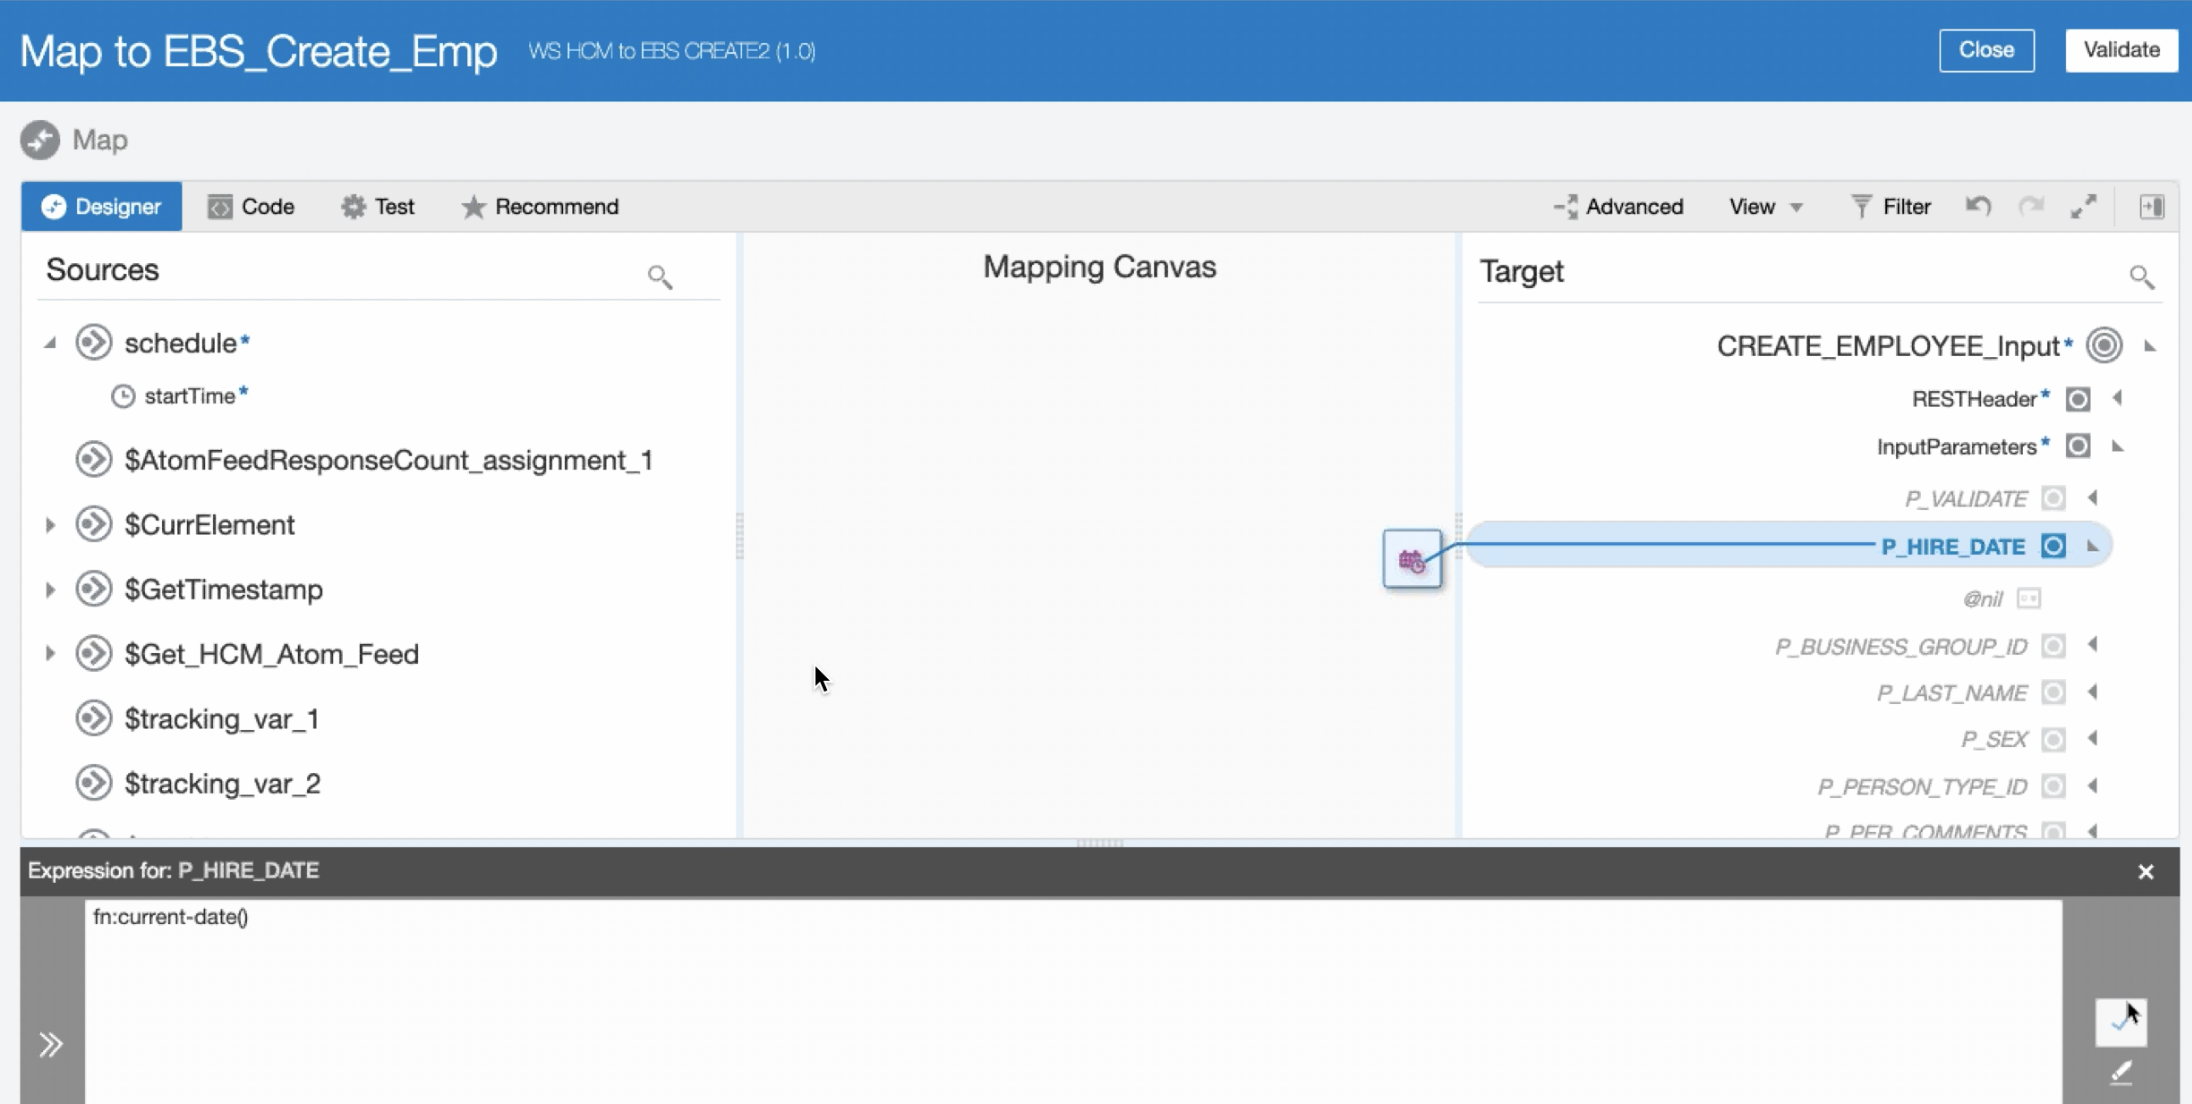 Map to EBS_Create_Emp WS HCM to EBS CREATE2 (1.0) Close Validate
Map
Designer Code Test Recommend Advanced View Filter
Sources
schedule*
startTime*
$AtomFeedResponseCount_assignment_1
$CurrElement
$GetTimestamp
$Get_HCM_Atom_Feed
$tracking_var_1
$tracking_var_2
Mapping Canvas
Target
CREATE_EMPLOYEE_Input*
RESTHeader*
InputParameters*
P_VALIDATE
P_HIRE_DATE
@nil
P_BUSINESS_GROUP_ID
P_LAST_NAME
P_SEX
P_PERSON_TYPE_ID
P_PER_COMMENTS
Expression for: P_HIRE_DATE
fn:current-date()